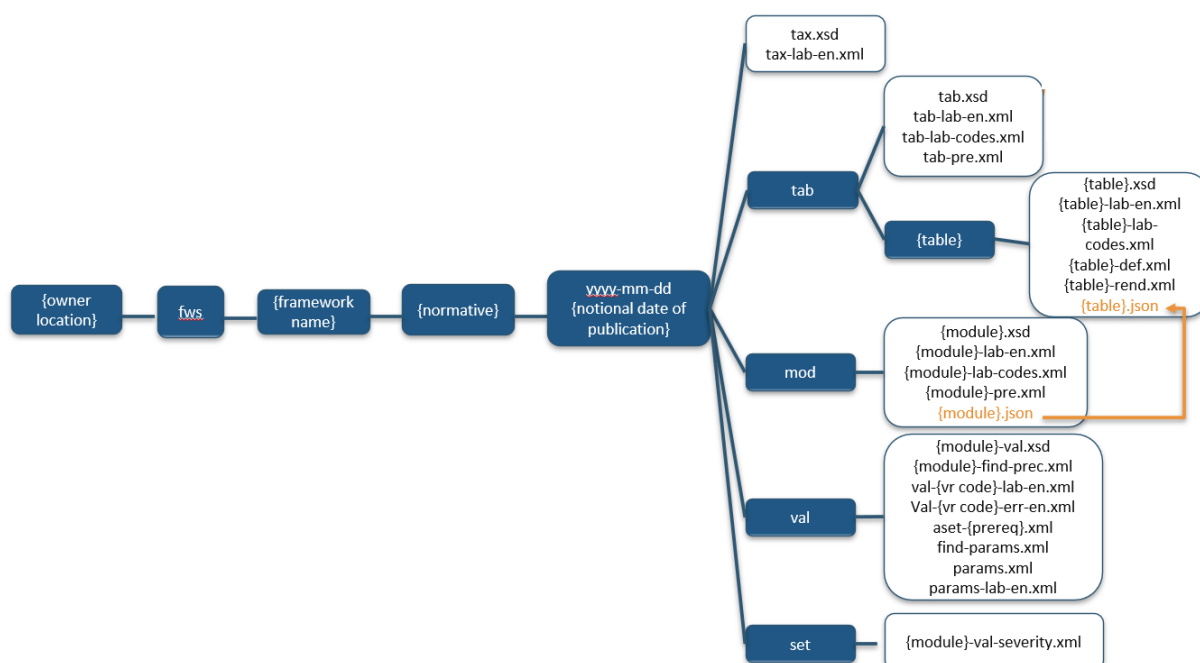 tax.xsd
tax-lab-en.xml
tab.xsd
tab-lab-en.xml
tab-lab-codes.xml
tab-pre.xml
tab
{table}
{table}.xsd
{table}-lab-en.xml
{table}-lab-
codes.xml
{table}-def.xml
{table}-rend.xml
{table}.json
{owner
location}
fws
{framework
name}
{normative}
yyyy-mm-dd
{notional date of
publication}
mod
{module}.xsd
{module}-lab-en.xml
{module}-lab-codes.xml
{module}-pre.xml
{module}.json
val
{module}-val.xsd
{module}-find-prec.xml
val-{vr code}-lab-en.xml
Val-{vr code}-err-en.xml
aset-{prereq}.xml
find-params.xml
params.xml
params-lab-en.xml
set
{module}-val-severity.xml